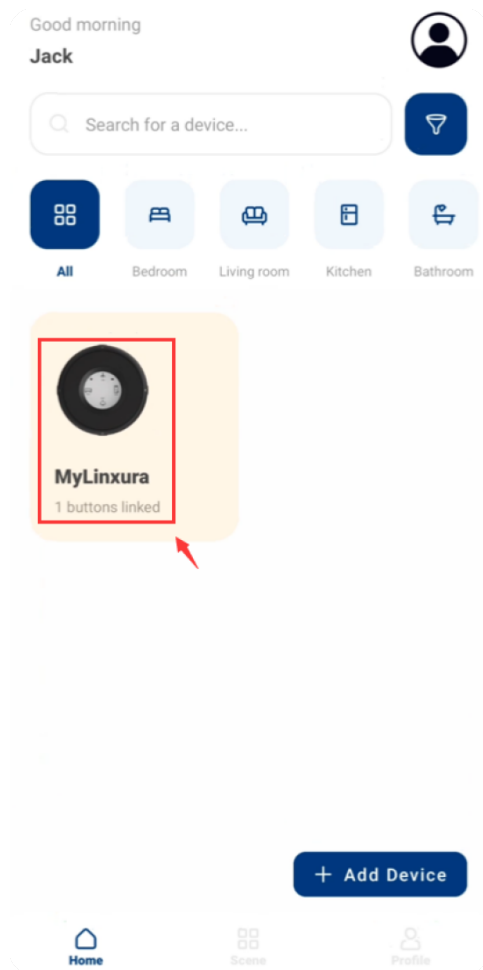 Good morning
Jack
Search for a device...
All Bedroom Living room Kitchen Bathroom
MyLinxura
1 buttons linked
+ Add Device
Home Scene Profile